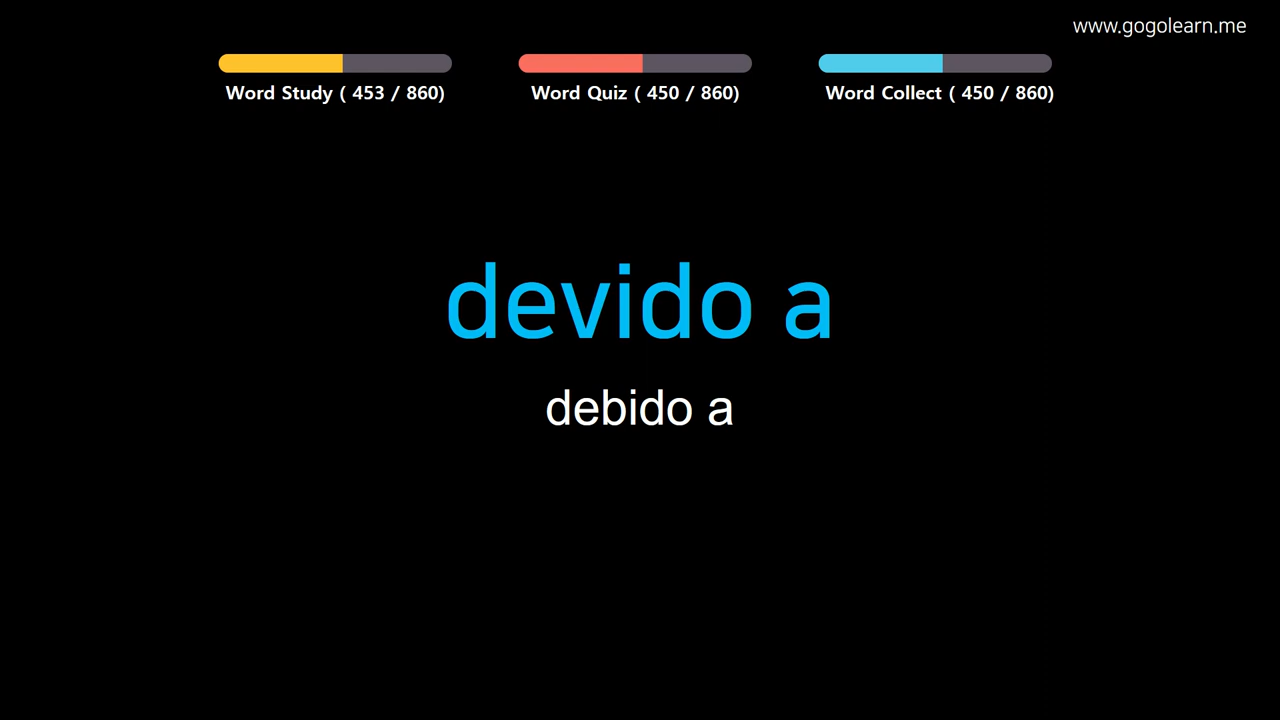 www.gogolearn.me
Word Study ( 453 / 860)
Word Quiz ( 450 / 860)
Word Collect ( 450 / 860)
devido a
debido a